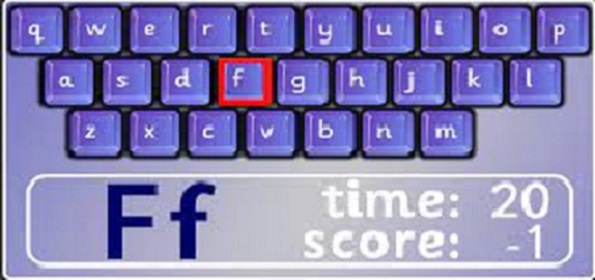 q w e r t y u i o p
a s d f g h j k l
z x c v b n m
Ff time: 20
score: -1